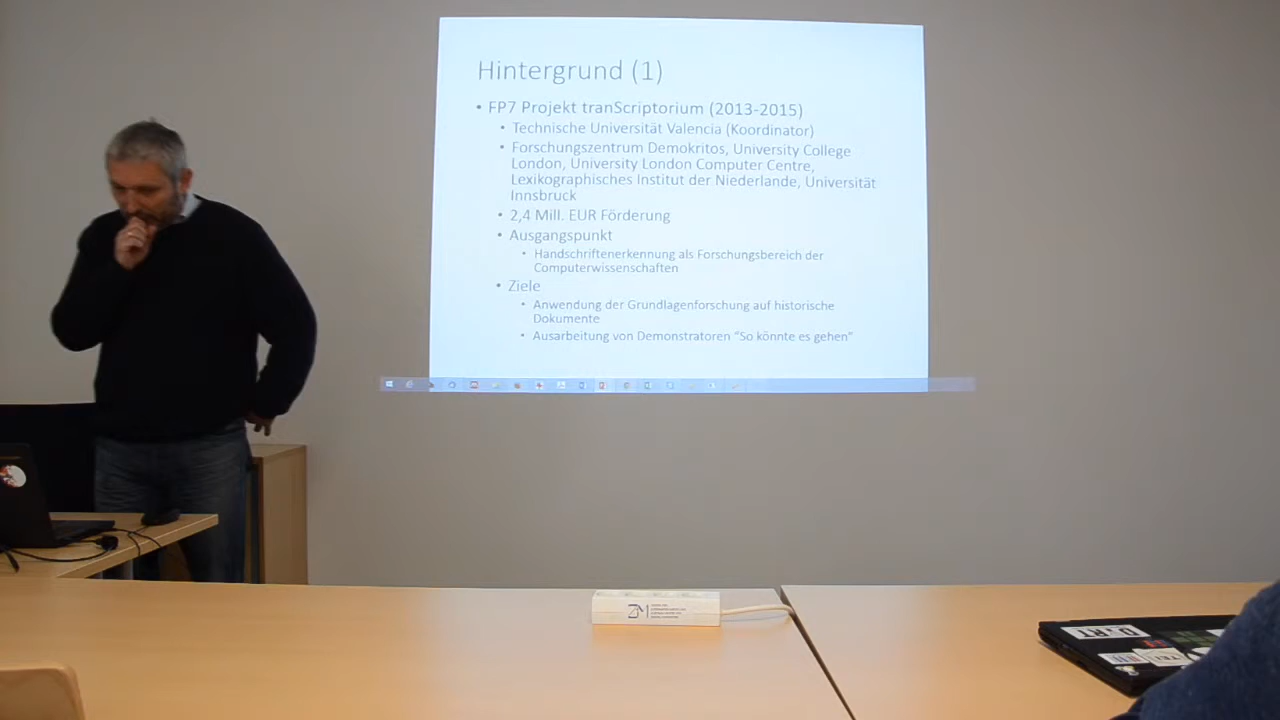 Hintergrund (1)
• FP7 Projekt tranScriptorium (2013-2015)
• Technische Universität Valencia (Koordinator)
• Forschungszentrum Demokritos, University College
London, University London Computer Centre,
Lexikographisches Institut der Niederlande, Universität
Innsbruck
• 2,4 Mill. EUR Förderung
• Ausgangspunkt
• Handschriftenerkennung als Forschungsbereich der
Computerwissenschaften
• Ziele
• Anwendung der Grundlagenforschung auf historische
Dokumente
• Ausarbeitung von Demonstratoren "So könnte es gehen"